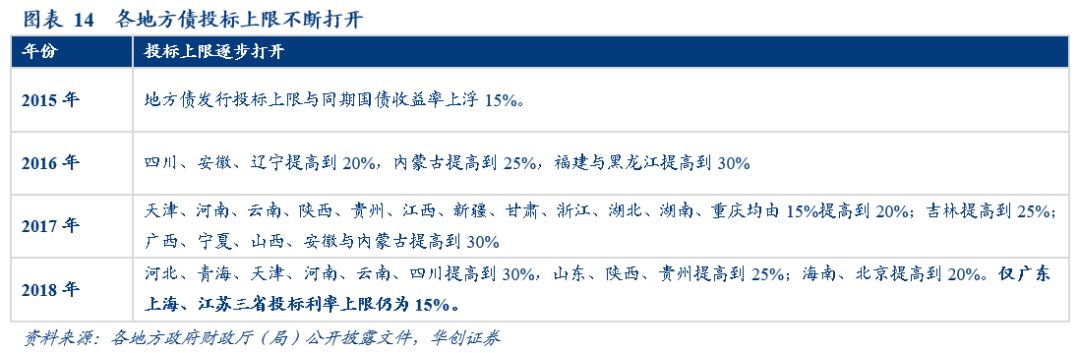 图表 14 各地方债投标上限不断打开
年份 投标上限逐步打开
2015 年 地方债发行投标上限与同期国债收益率上浮 15%。
2016 年 四川、安徽、辽宁提高到 20%，内蒙古提高到 25%，福建与黑龙江提高到 30%
天津、河南、云南、陕西、贵州、江西、新疆、甘肃、浙江、湖北、湖南、重庆均由 15%提高到 20%；吉林提高到 25%；
2017 年
广西、宁夏、山西、安徽与内蒙古提高到 30%
河北、青海、天津、河南、云南、四川提高到 30%，山东、陕西、贵州提高到 25%；海南、北京提高到 20%。仅广东
2018 年
上海、江苏三省投标利率上限仍为 15%。
资料来源：各地方政府财政厅（局）公开披露文件，华创证券